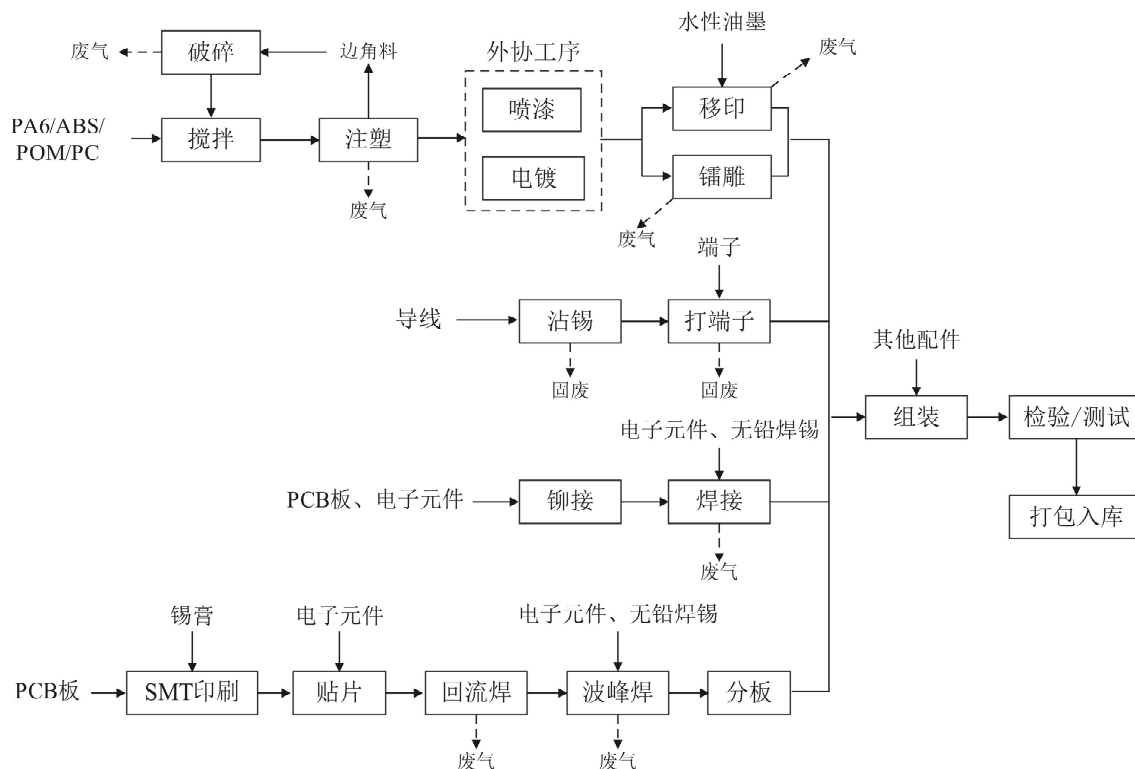 水性油墨
废气
破碎
边角料
外协工序
废气
喷漆
移印
PA6/ABS/
POM/PC
搅拌
注塑
电镀
镭雕
废气
废气
端子
导线
沾锡
打端子
其他配件
固废
固废
组装
检验/测试
电子元件、无铅焊锡
PCB板、电子元件
铆接
焊接
打包入库
废气
锡膏
电子元件
电子元件、无铅焊锡
PCB板
SMT印刷
贴片
回流焊
波峰焊
分板
废气
废气